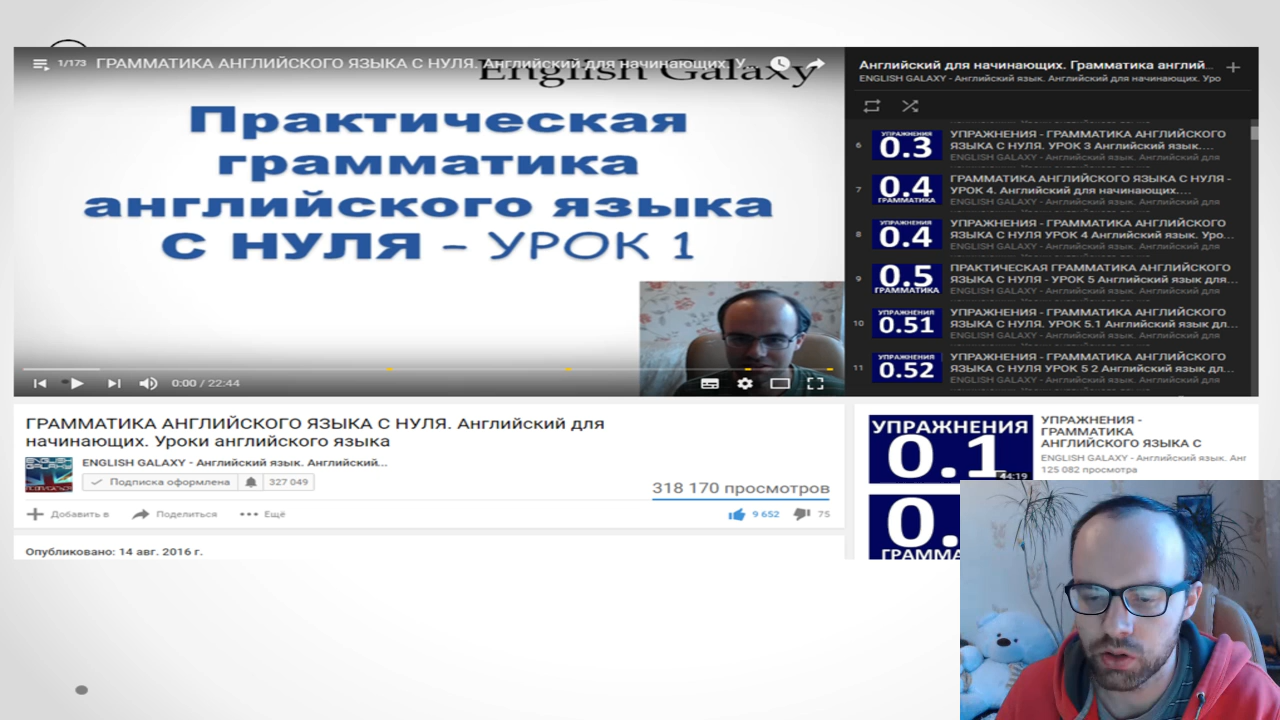 1/173 ГРАММАТИКА АНГЛИЙСКОГО ЯЗЫКА С НУЛЯ. Английский для начинающих. У...
English Galaxy
Практическая
грамматика
английского языка
С НУЛЯ – УРОК 1
0:00 / 22:44
Английский для начинающих. Грамматика англий...
ENGLISH GALAXY - Английский язык. Английский для начинающих. Уро
6
УПРАЖНЕНИЯ
0.3
УПРАЖНЕНИЯ - ГРАММАТИКА АНГЛИЙСКОГО
ЯЗЫКА С НУЛЯ. УРОК 3 Английский язык....
ENGLISH GALAXY - Английский язык. Английский для
7
0.4
ГРАММАТИКА
ГРАММАТИКА АНГЛИЙСКОГО ЯЗЫКА С НУЛЯ -
УРОК 4. Английский для начинающих....
ENGLISH GALAXY - Английский язык. Английский для
8
УПРАЖНЕНИЯ
0.4
УПРАЖНЕНИЯ - ГРАММАТИКА АНГЛИЙСКОГО
ЯЗЫКА С НУЛЯ УРОК 4 Английский язык. Уро...
ENGLISH GALAXY - Английский язык. Английский для
9
0.5
ГРАММАТИКА
ПРАКТИЧЕСКАЯ ГРАММАТИКА АНГЛИЙСКОГО
ЯЗЫКА С НУЛЯ - УРОК 5 Английский язык для...
ENGLISH GALAXY - Английский язык. Английский для
10
УПРАЖНЕНИЯ
0.51
УПРАЖНЕНИЯ - ГРАММАТИКА АНГЛИЙСКОГО
ЯЗЫКА С НУЛЯ. УРОК 5.1 Английский язык дл...
ENGLISH GALAXY - Английский язык. Английский для
11
УПРАЖНЕНИЯ
0.52
УПРАЖНЕНИЯ - ГРАММАТИКА АНГЛИЙСКОГО
ЯЗЫКА С НУЛЯ УРОК 5 2 Английский язык дл...
ENGLISH GALAXY - Английский язык. Английский для
ГРАММАТИКА АНГЛИЙСКОГО ЯЗЫКА С НУЛЯ. Английский для
начинающих. Уроки английского языка
ENGLISH GALAXY
ENGLISH GALAXY - Английский язык. Английский...
Подписка оформлена 327 049
318 170 просмотров
Добавить в Поделиться Ещё
9 652 75
Опубликовано: 14 авг. 2016 г.
УПРАЖНЕНИЯ
0.1
44:19
УПРАЖНЕНИЯ -
ГРАММАТИКА
АНГЛИЙСКОГО ЯЗЫКА С
ENGLISH GALAXY - Английский язык. Анг
125 082 просмотра
0.
ГРАММА